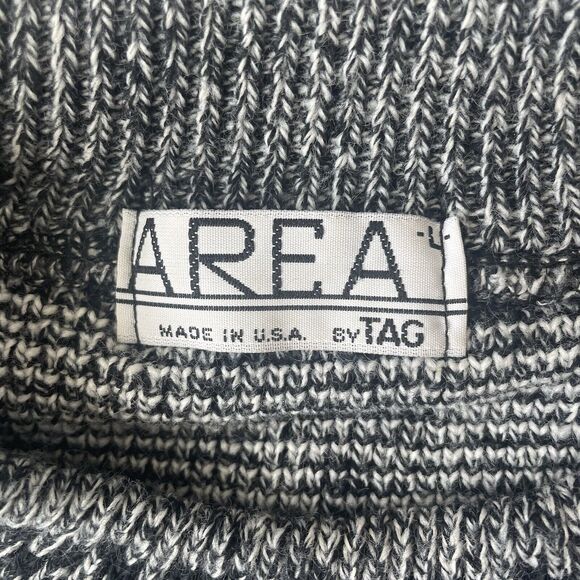 AREA -L-
MADE IN U.S.A. BY TAG